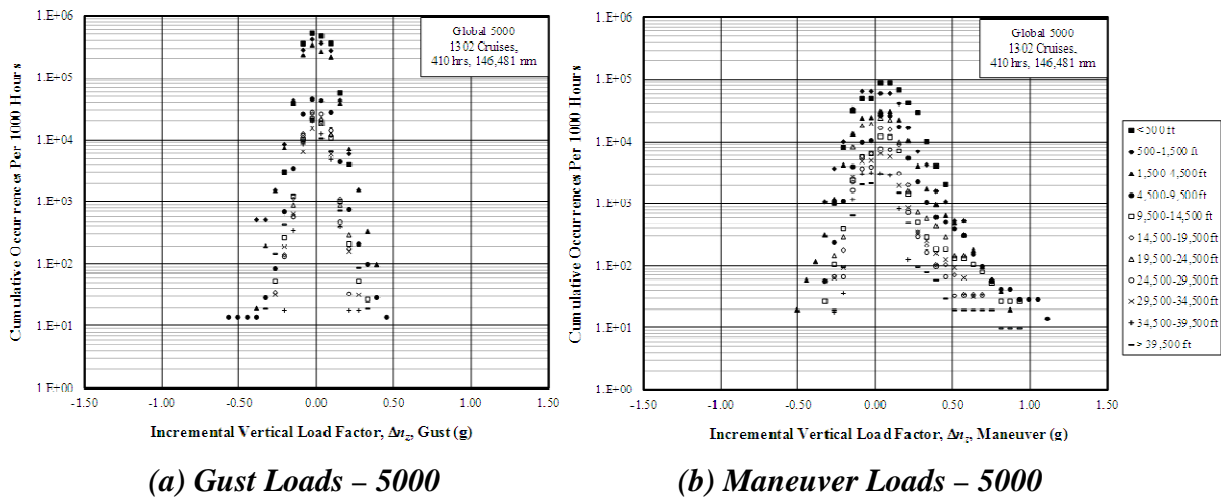 1.E+06
1.E+05
1.E+04
1.E+03
1.E+02
1.E+01
1.E+00
Cumulative Occurrences Per 1000 Hours
Global 5000
1302 Cruises,
410 hrs, 146,481 nm
-1.50 -1.00 -0.50 0.00 0.50 1.00 1.50
Incremental Vertical Load Factor, Δnz, Gust (g)
(a) Gust Loads – 5000
1.E+06
1.E+05
1.E+04
1.E+03
1.E+02
1.E+01
1.E+00
Cumulative Occurrences Per 1000 Hours
Global 5000
1302 Cruises,
410 hrs, 146,481 nm
-1.50 -1.00 -0.50 0.00 0.50 1.00 1.50
Incremental Vertical Load Factor, Δnz, Maneuver (g)
(b) Maneuver Loads – 5000
<500 ft
500-1,500 ft
1,500-4,500 ft
4,500-9,500 ft
9,500-14,500 ft
14,500-19,500 ft
19,500-24,500 ft
24,500-29,500 ft
29,500-34,500 ft
34,500-39,500 ft
> 39,500 ft